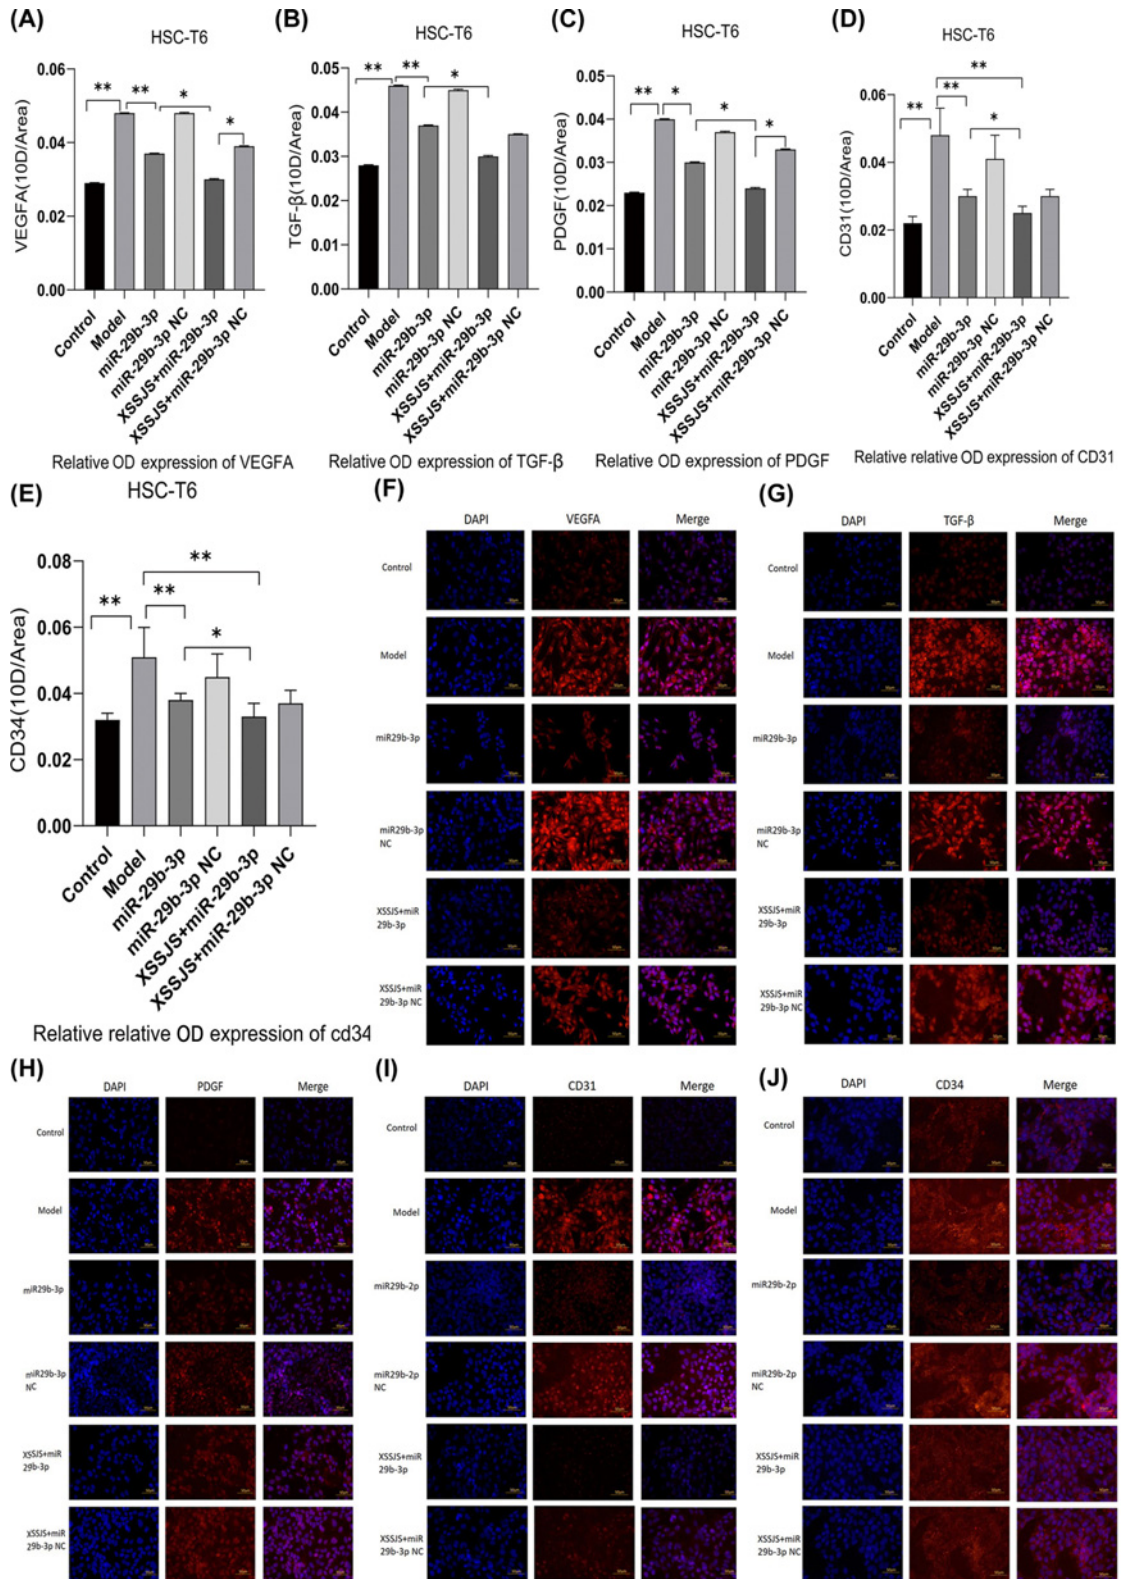 (A)
HSC-T6
VEGFA(10D/Area)
0.06
0.04
0.02
0.00
** ** * *
Control
Model
miR-29b-3p
miR-29b-3p NC
XSSJS+miR-29b-3p
XSSJS+miR-29b-3p NC
Relative OD expression of VEGFA
(B)
HSC-T6
TGF-β(10D/Area)
0.05
0.04
0.03
0.02
0.01
0.00
** ** *
Control
Model
miR-29b-3p
miR-29b-3p NC
XSSJS+miR-29b-3p
XSSJS+miR-29b-3p NC
Relative OD expression of TGF-β
(C)
HSC-T6
PDGF(10D/Area)
0.05
0.04
0.03
0.02
0.01
0.00
** * * *
Control
Model
miR-29b-3p
miR-29b-3p NC
XSSJS+miR-29b-3p
XSSJS+miR-29b-3p NC
Relative OD expression of PDGF
(D)
HSC-T6
CD31(10D/Area)
0.06
0.04
0.02
0.00
** ** ** *
Control
Model
miR-29b-3p
miR-29b-3p NC
XSSJS+miR-29b-3p
XSSJS+miR-29b-3p NC
Relative relative OD expression of CD31
(E)
HSC-T6
CD34(10D/Area)
0.08
0.06
0.04
0.02
0.00
** ** ** *
Control
Model
miR-29b-3p
miR-29b-3p NC
XSSJS+miR-29b-3p
XSSJS+miR-29b-3p NC
Relative relative OD expression of cd34
(F)
DAPI VEGFA Merge
Control
Model
miR29b-3p
miR29b-3p
NC
XSSJS+miR
29b-3p
XSSJS+miR
29b-3p NC
(G)
DAPI TGF-β Merge
Control
Model
miR29b-3p
miR29b-3p
NC
XSSJS+miR
29b-3p
XSSJS+miR
29b-3p NC
(H)
DAPI PDGF Merge
Control
Model
miR29b-3p
miR29b-3p
NC
XSSJS+miR
29b-3p
XSSJS+miR
29b-3p NC
(I)
DAPI CD31 Merge
Control
Model
miR29b-2p
miR29b-2p
NC
XSSJS+miR
29b-3p
XSSJS+miR
29b-3p NC
(J)
DAPI CD34 Merge
Control
Model
miR29b-2p
miR29b-2p
NC
XSSJS+miR
29b-3p
XSSJS+miR
29b-3p NC